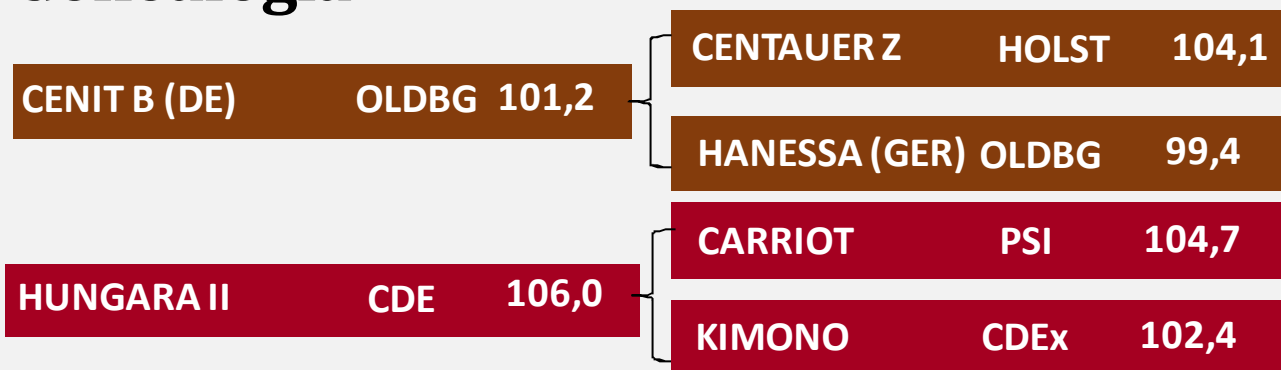 CENTAUER Z HOLST 104,1
CENIT B (DE) OLDBG 101,2
HANESSA (GER) OLDBG 99,4
CARRIOT PSI 104,7
HUNGARA II CDE 106,0
KIMONO CDEx 102,4